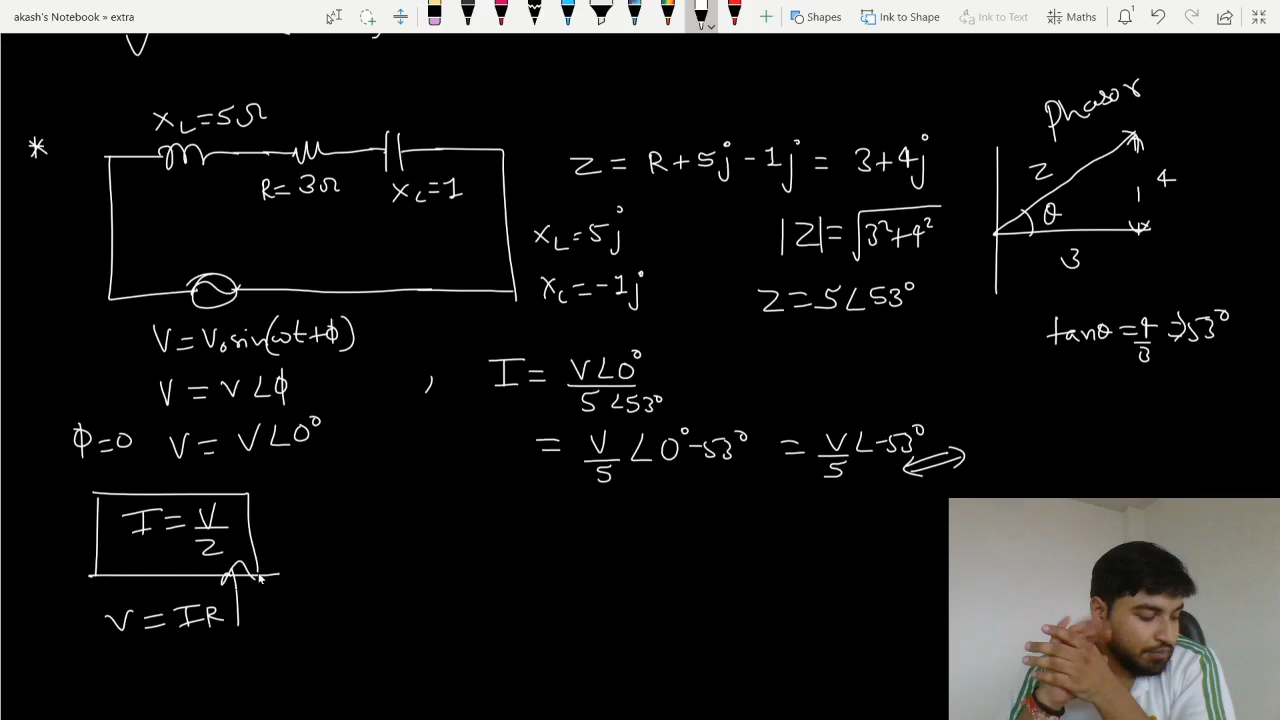 akash's Notebook » extra
Shapes
Ink to Shape
Ink to Text
Maths
1
V
*
X_L=5Ω
R=3Ω
X_C=1
Z = R+5j-1j = 3+4j
X_L=5j
X_C=-1j
|Z|=√3²+4²
Z=5∠53°
Phasor
Z
θ
4
3
tanθ=4/3⇒53°
V=V₀sin(ωt+ϕ)
V=V∠ϕ
ϕ=0 V=V∠0°
, I=V∠0°/5∠53°
=V/5∠0°-53° =V/5∠-53°
I=V/Z
V=IR